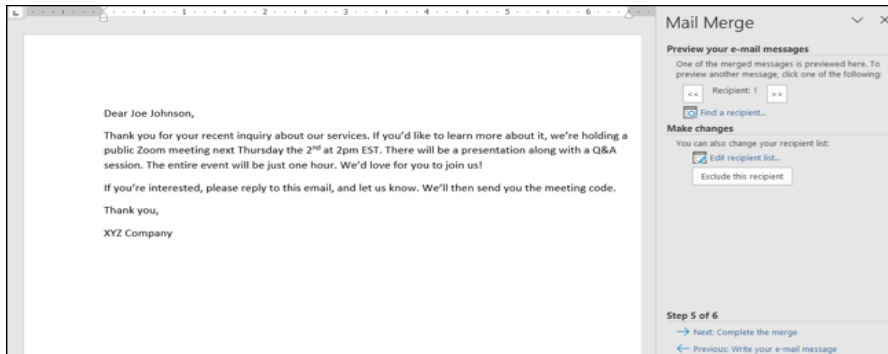 1 2 3 4 5 6
Mail Merge
Preview your e-mail messages
One of the merged messages is previewed here. To
preview another message, click one of the following:
<< Recipient: 1 >>
Find a recipient...
Make changes
You can also change your recipient list:
Edit recipient list...
Exclude this recipient
Dear Joe Johnson,
Thank you for your recent inquiry about our services. If you'd like to learn more about it, we're holding a
public Zoom meeting next Thursday the 2nd at 2pm EST. There will be a presentation along with a Q&A
session. The entire event will be just one hour. We'd love for you to join us!
If you're interested, please reply to this email, and let us know. We'll then send you the meeting code.
Thank you,
XYZ Company
Step 5 of 6
→ Next: Complete the merge
← Previous: Write your e-mail message